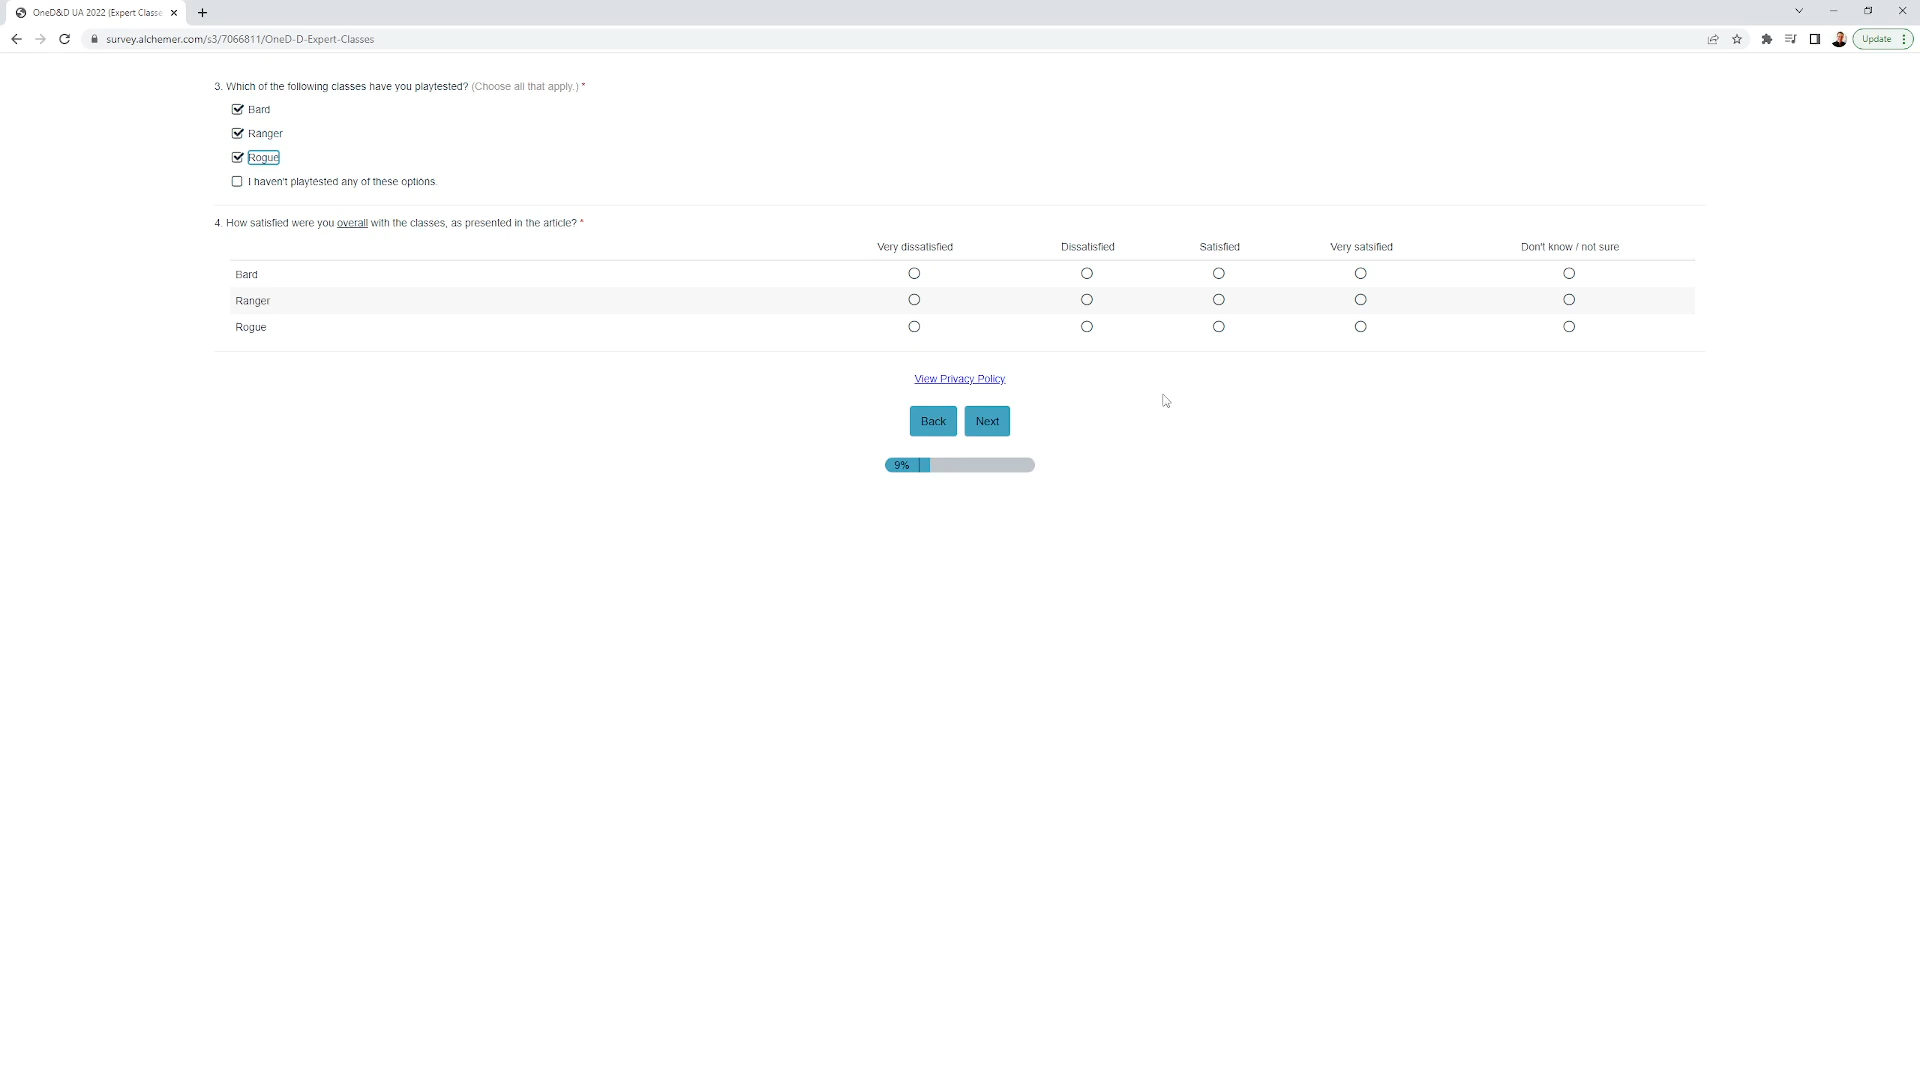 OneD&D UA 2022 (Expert Classe
survey.alchemer.com/s3/7066811/OneD-D-Expert-Classes
Update
3. Which of the following classes have you playtested? (Choose all that apply.) *
Bard
Ranger
Rogue
I haven't playtested any of these options.
4. How satisfied were you overall with the classes, as presented in the article? *
Very dissatisfied Dissatisfied Satisfied Very satsified Don't know / not sure
Bard
Ranger
Rogue
View Privacy Policy
Back Next
9%